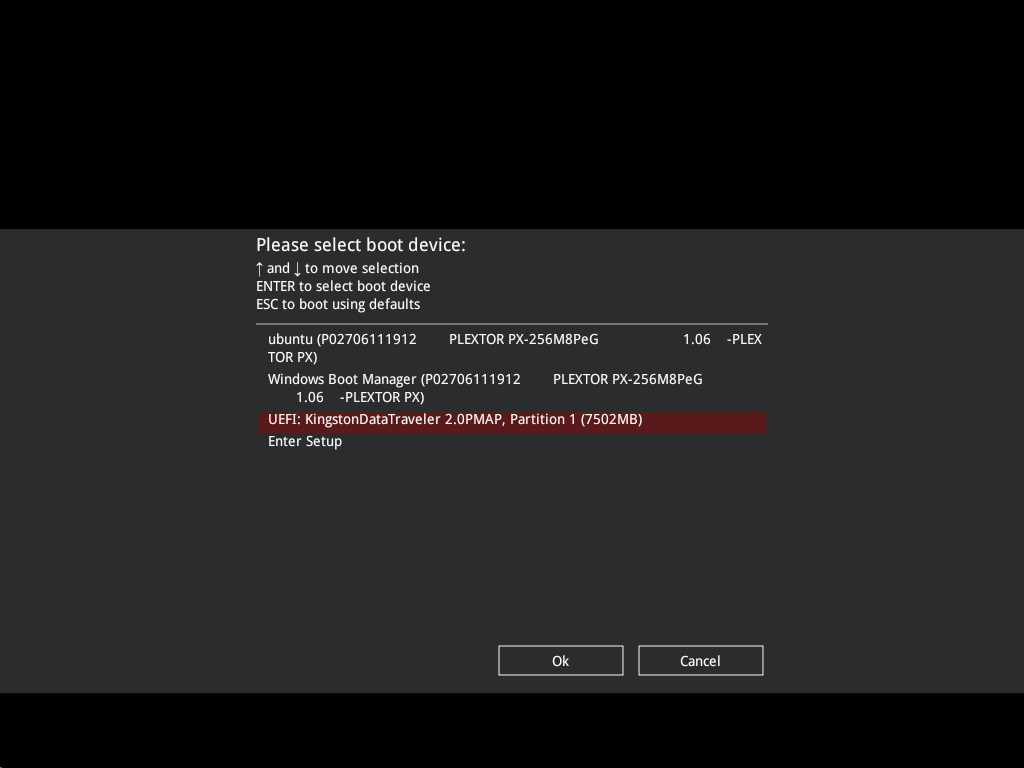 Please select boot device:
↑ and ↓ to move selection
ENTER to select boot device
ESC to boot using defaults
ubuntu (P02706111912 PLEXTOR PX-256M8PeG 1.06 -PLEX
TOR PX)
Windows Boot Manager (P02706111912 PLEXTOR PX-256M8PeG
1.06 -PLEXTOR PX)
UEFI: KingstonDataTraveler 2.0PMAP, Partition 1 (7502MB)
Enter Setup
Ok Cancel